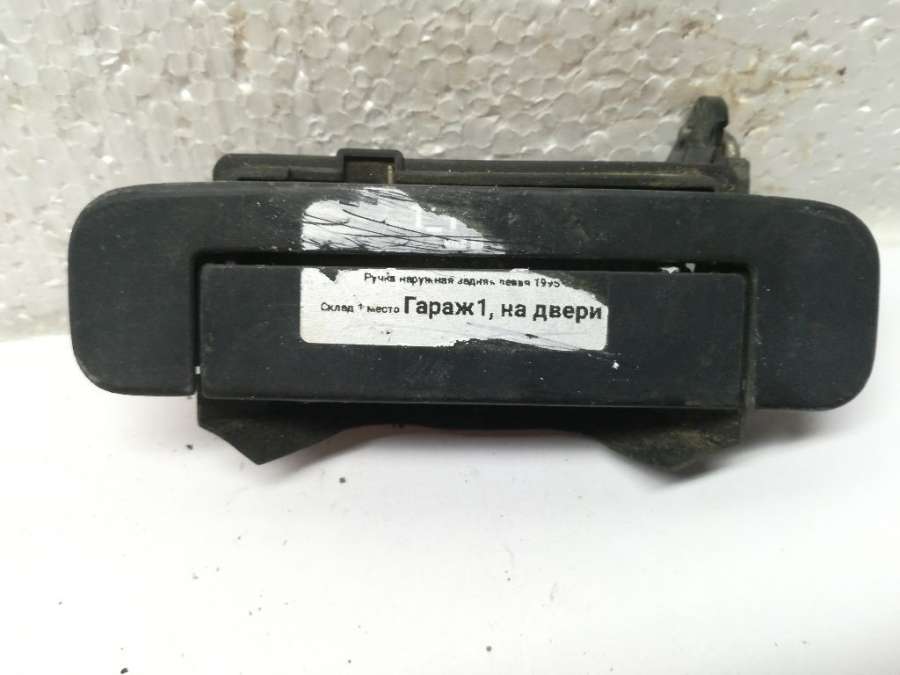 Ручка наружная задняя левая 1995
Склад 1 место Гараж1, на двери